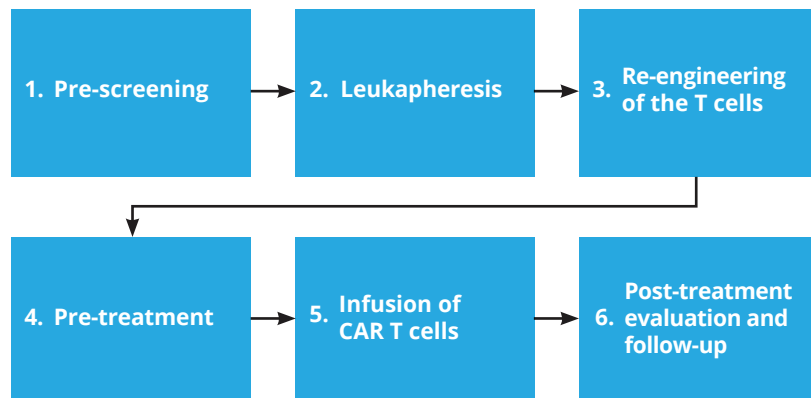 1. Pre-screening
2. Leukapheresis
3. Re-engineering
of the T cells
4. Pre-treatment
5. Infusion of
CAR T cells
Post-treatment
6. evaluation and
follow-up